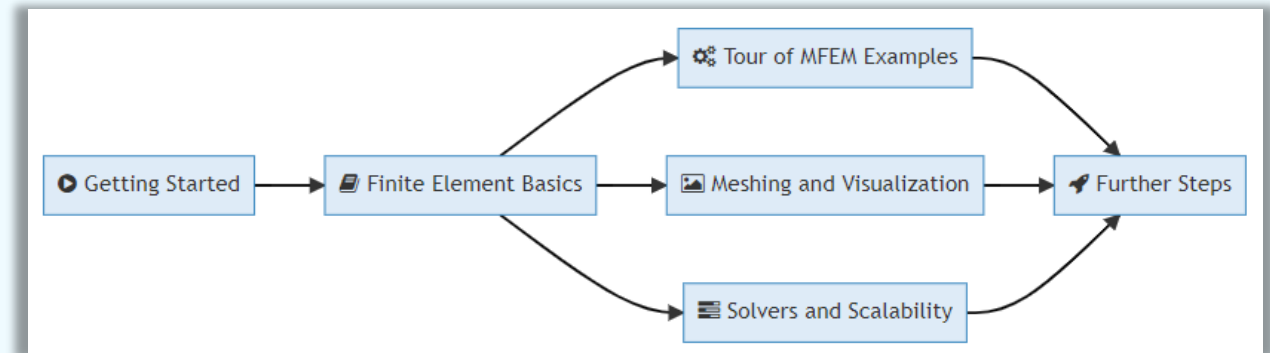 Getting Started
Finite Element Basics
Tour of MFEM Examples
Meshing and Visualization
Solvers and Scalability
Further Steps